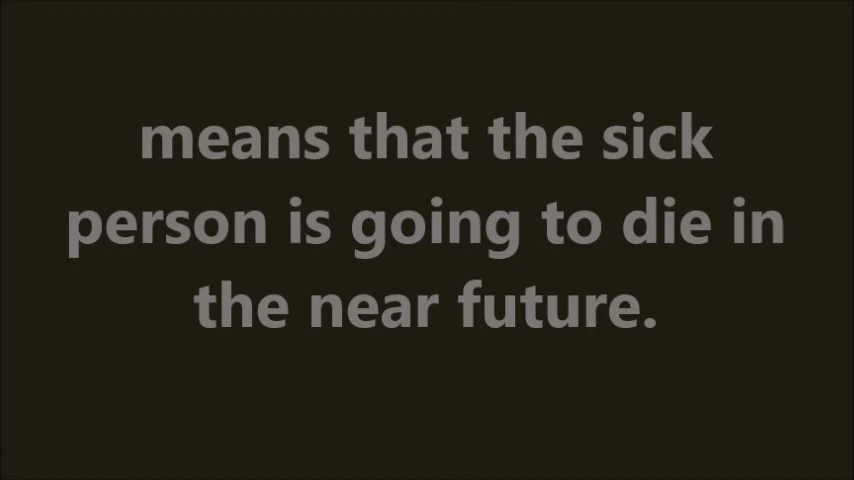 means that the sick
person is going to die in
the near future.